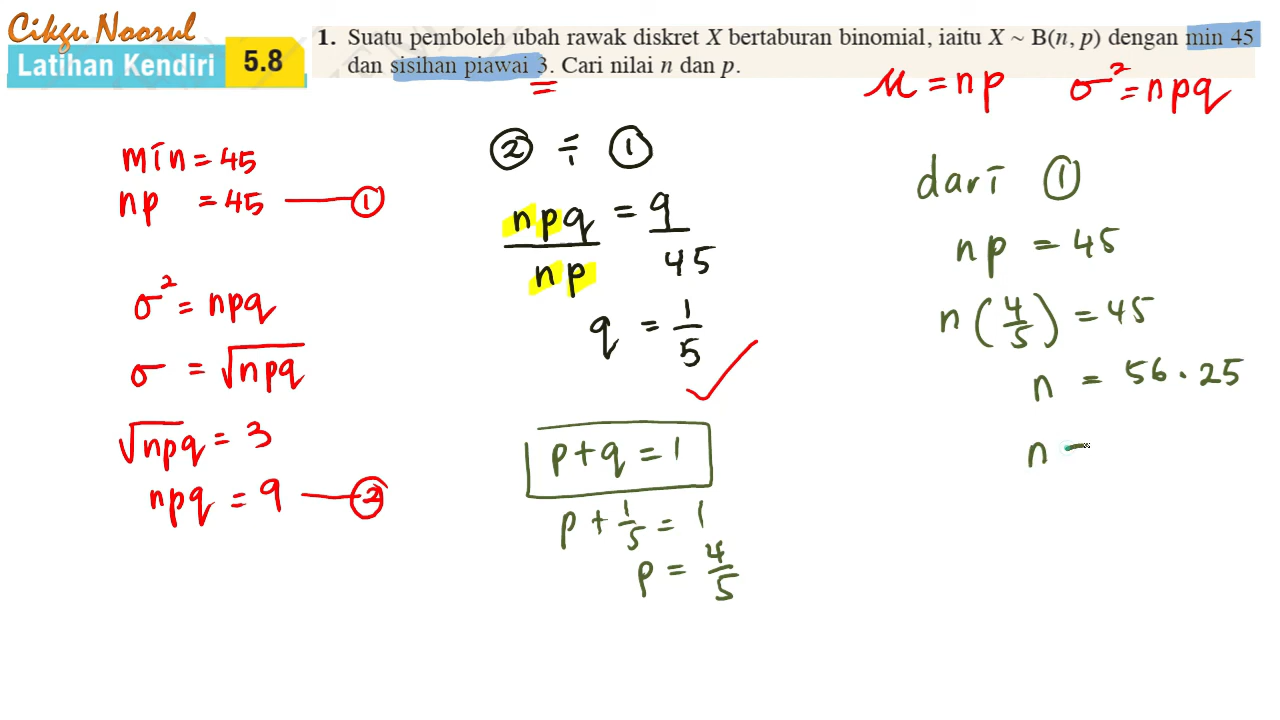 Cikgu Noorul
Latihan Kendiri 5.8
1. Suatu pemboleh ubah rawak diskret X bertaburan binomial, iaitu X ~ B(n, p) dengan min 45
dan sisihan piawai 3. Cari nilai n dan p.
μ = np σ² = npq
min = 45
np = 45 —— ①
σ² = npq
σ = √npq
√npq = 3
npq = 9 —— ②
② ÷ ①
npq/np = 9/45
q = 1/5
p + q = 1
p + 1/5 = 1
p = 4/5
dari ①
np = 45
n(4/5) = 45
n = 56.25
n =